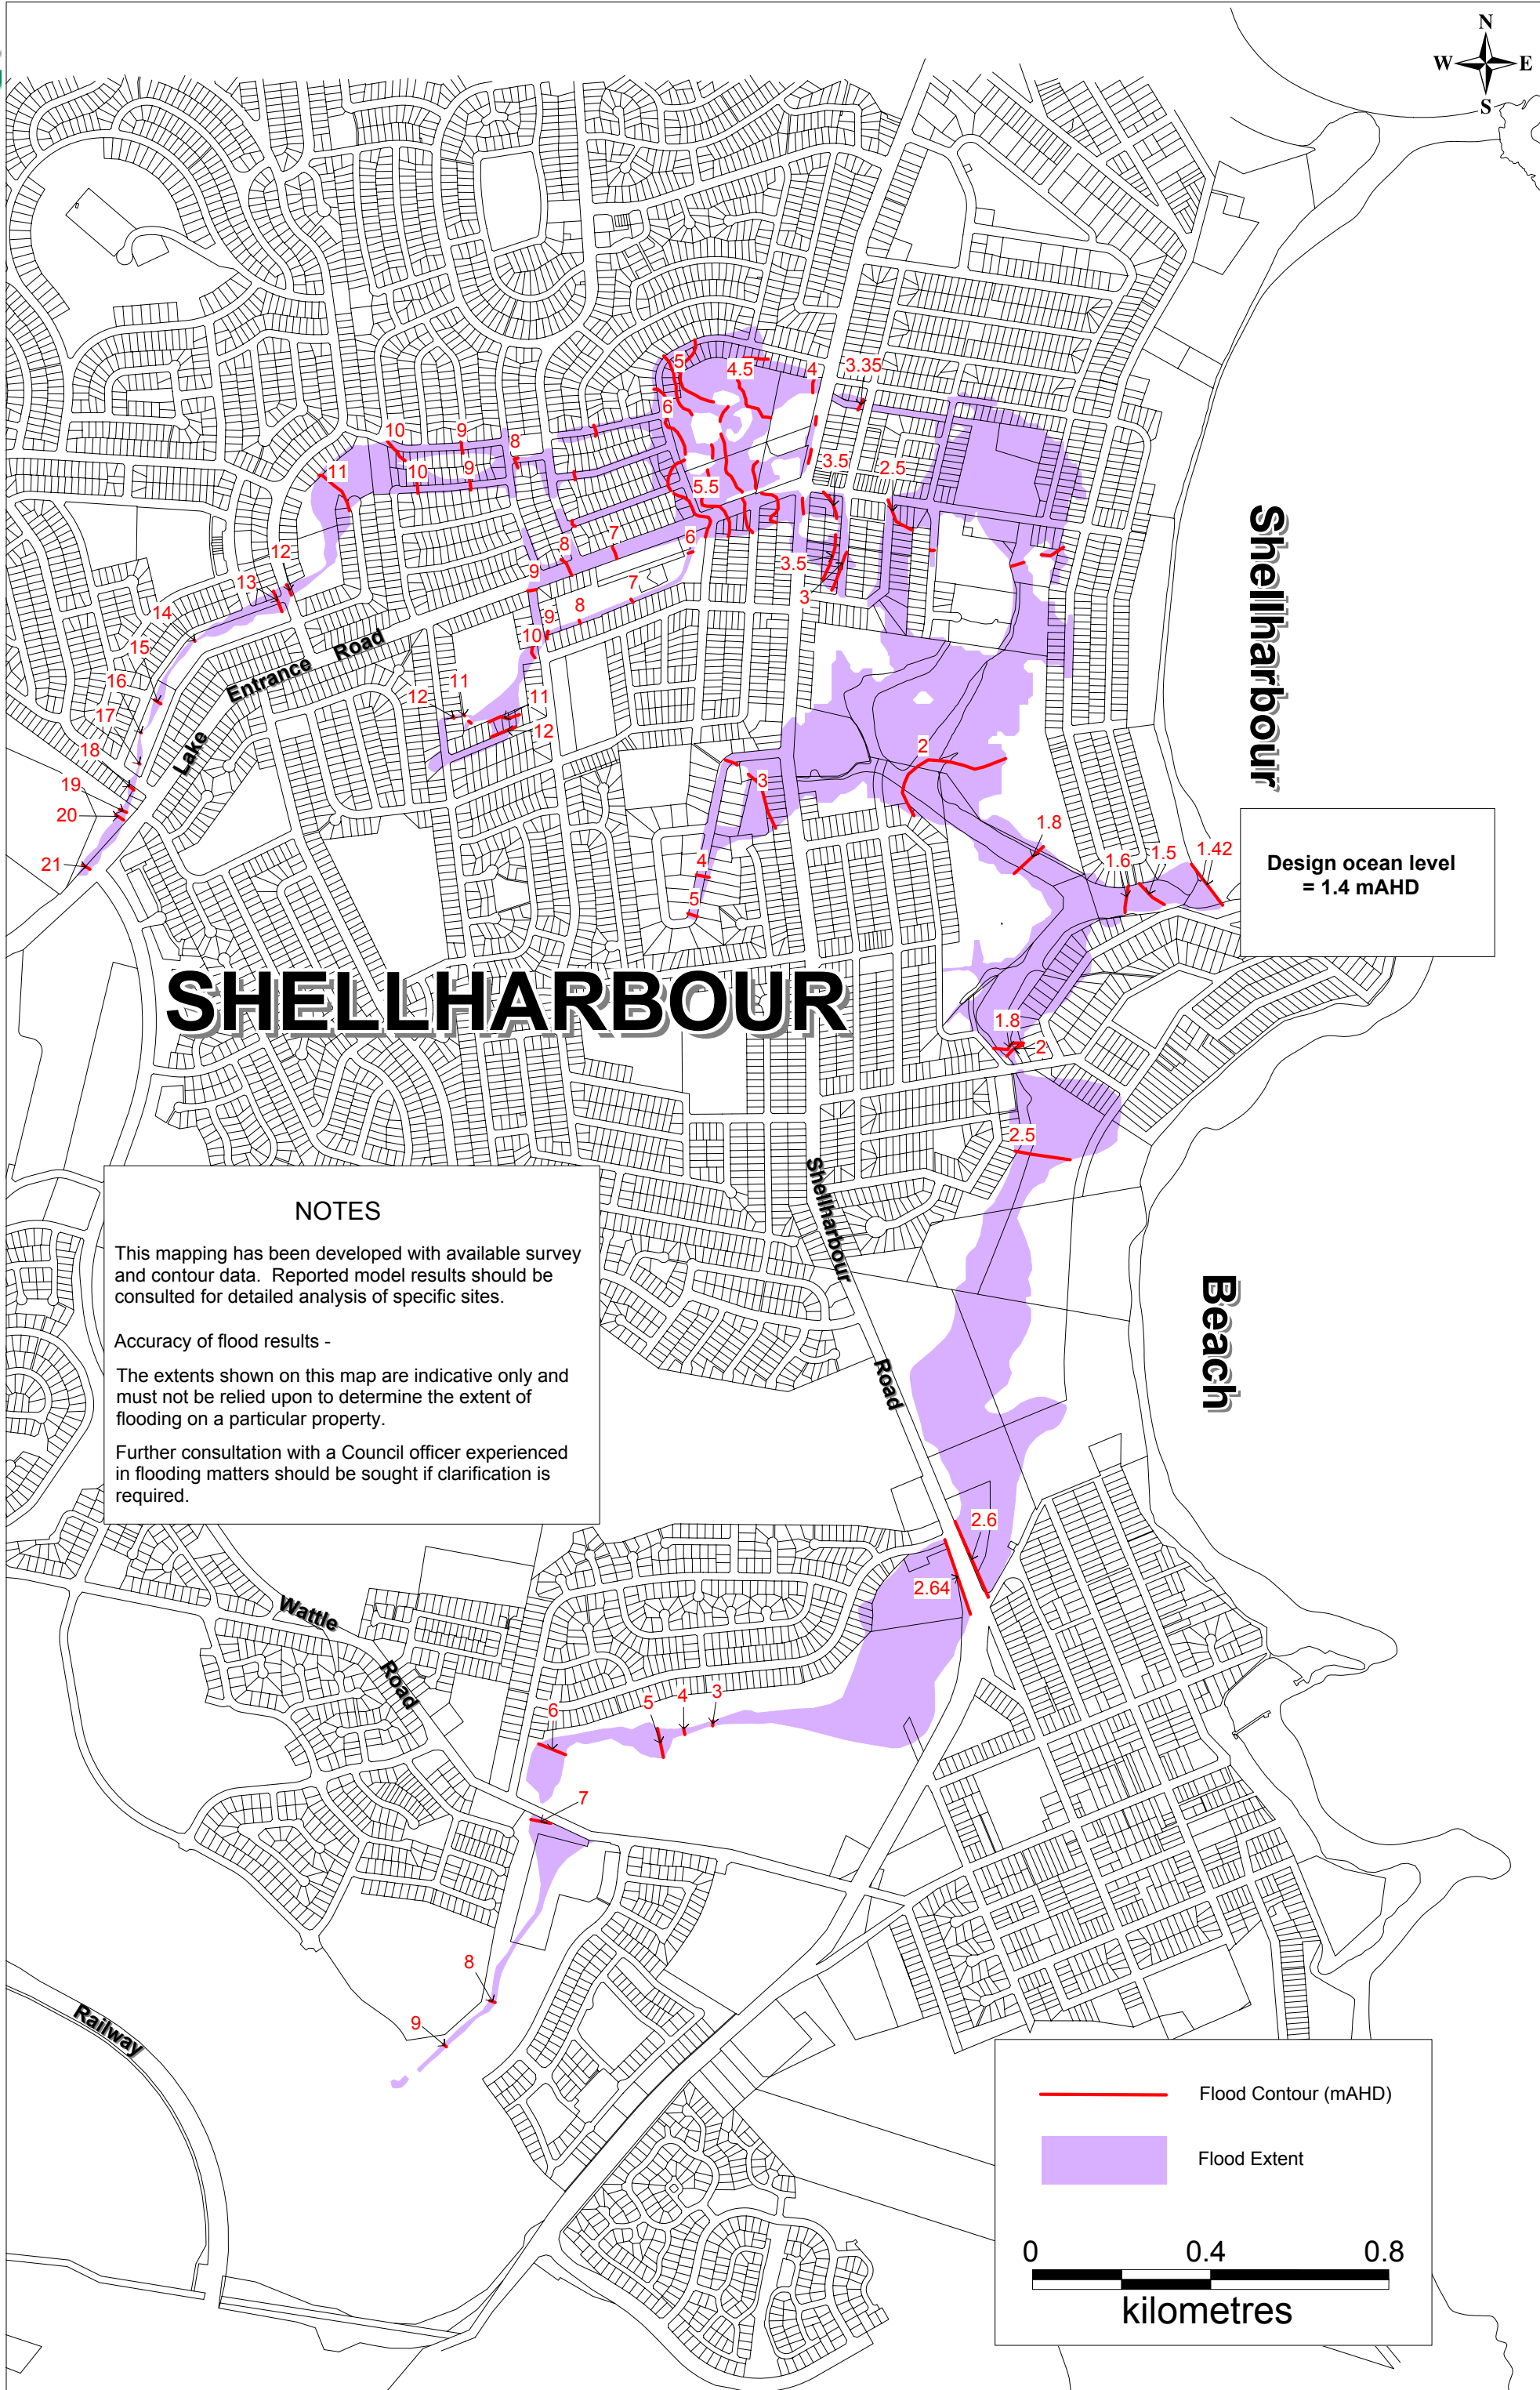 N
W E
S
5
4.5
4
3.35
6
10
9
8
3.5
2.5
11
10
9
5.5
12
8
7
6
3.5
13
9
7
3
14
8
9
10
15
Entrance Road
16
11
12
11
17
12
Lake
18
2
19
3
20
1.8
21
4
1.6
1.5
1.42
5
Shellharbour
Design ocean level
= 1.4 mAHD
SHELLHARBOUR
1.8
2
2.5
Shellharbour
Road
Beach
NOTES
This mapping has been developed with available survey
and contour data. Reported model results should be
consulted for detailed analysis of specific sites.
Accuracy of flood results -
The extents shown on this map are indicative only and
must not be relied upon to determine the extent of
flooding on a particular property.
Further consultation with a Council officer experienced
in flooding matters should be sought if clarification is
required.
2.6
2.64
Wattle
Road
3
4
5
6
7
8
9
Railway
Flood Contour (mAHD)
Flood Extent
0 0.4 0.8
kilometres